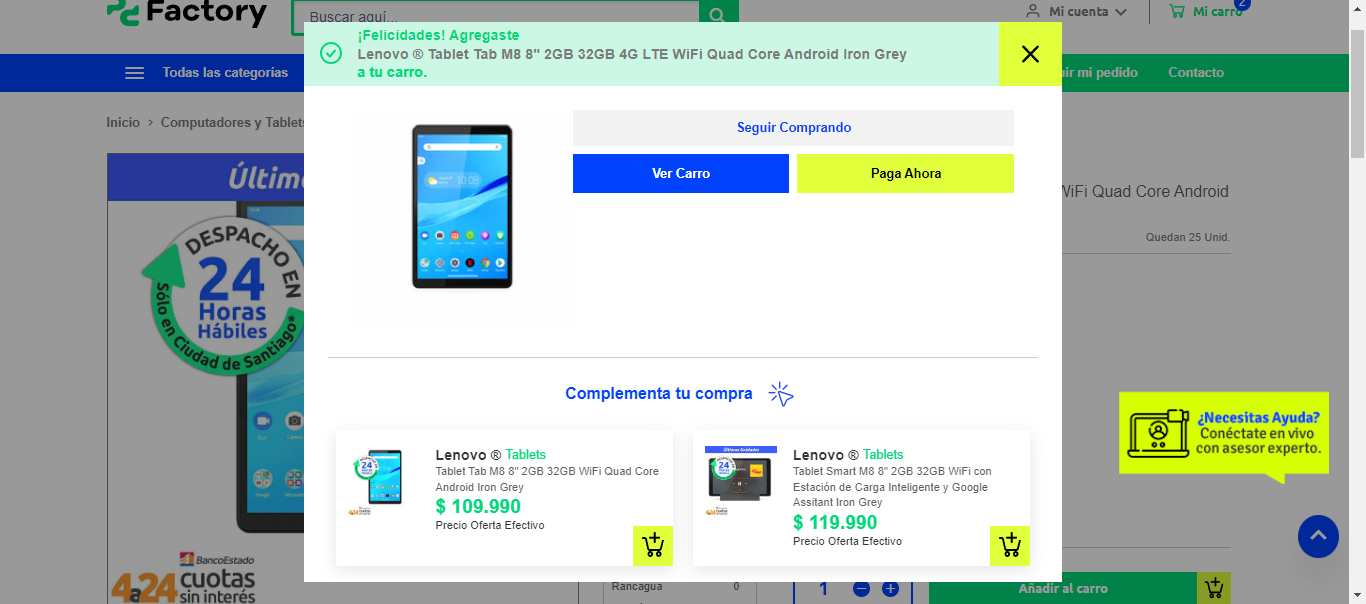 Factory
Buscar aquí...
Mi cuenta
Mi carro
2
¡Felicidades! Agregaste
Lenovo ® Tablet Tab M8 8" 2GB 32GB 4G LTE WiFi Quad Core Android Iron Grey
a tu carro.
Todas las categorías
uir mi pedido
Contacto
Inicio > Computadores y Tablets
Seguir Comprando
Ver Carro
Paga Ahora
Últim
DESPACHO EN
24
Horas
Hábiles
Sólo en Ciudad de Santiago*
WiFi Quad Core Android
Quedan 25 Unid.
10:08
Complementa tu compra
¿Necesitas Ayuda?
Conéctate en vivo
con asesor experto.
Lenovo ® Tablets
Tablet Tab M8 8" 2GB 32GB WiFi Quad Core
Android Iron Grey
$ 109.990
Precio Oferta Efectivo
Últimas Unidades
Lenovo ® Tablets
Tablet Smart M8 8" 2GB 32GB WiFi con
Estación de Carga Inteligente y Google
Assitant Iron Grey
$ 119.990
Precio Oferta Efectivo
BancoEstado
4a24 cuotas
sin interés
Rancagua 0
1
Añadir al carro